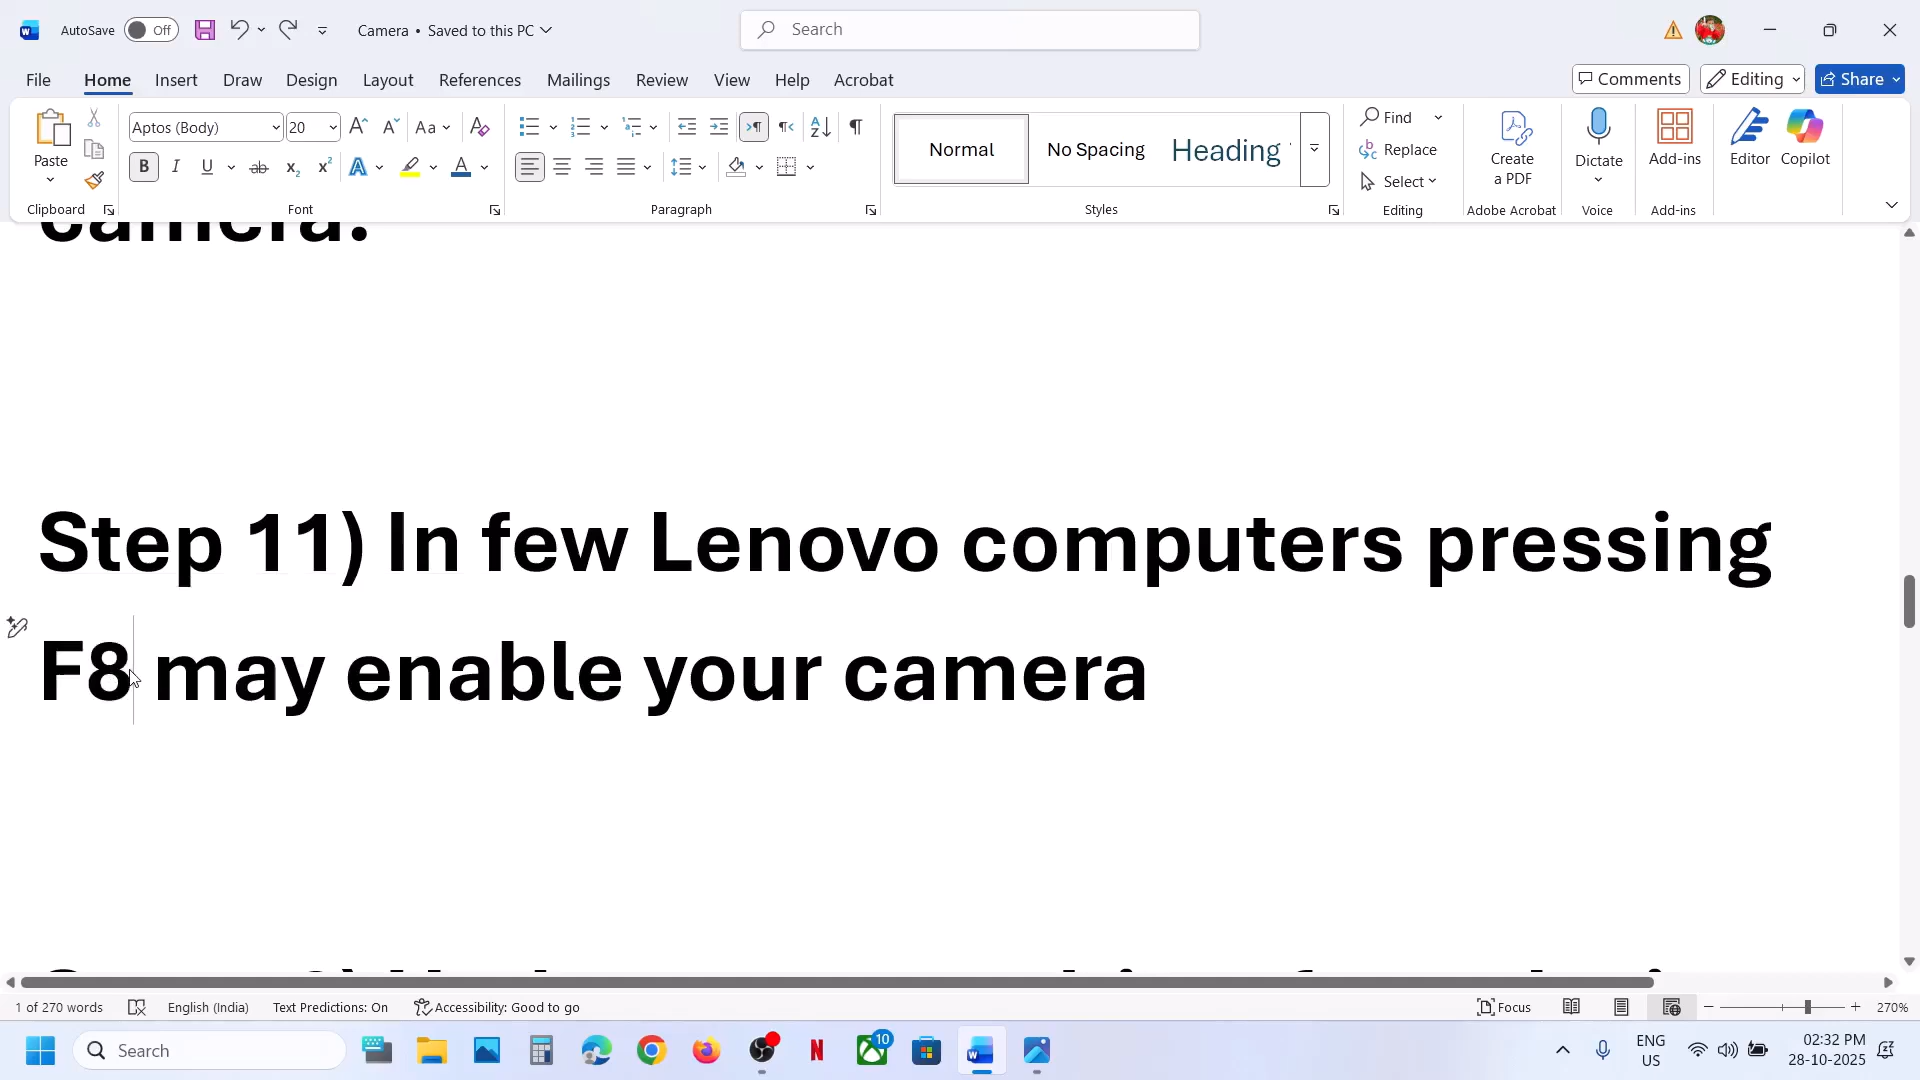 AutoSave Off Camera • Saved to this PC Search
File Home Insert Draw Design Layout References Mailings Review View Help Acrobat Comments Editing Share
Aptos (Body) 20 Aa
Paste
B I U ab
Normal No Spacing Heading
Find
Replace
Select
Create a PDF
Dictate
Add-ins
Editor
Copilot
Clipboard Font Paragraph Styles Editing Adobe Acrobat Voice Add-ins
camera.
Step 11) In few Lenovo computers pressing
F8 may enable your camera
1 of 270 words English (India) Text Predictions: On Accessibility: Good to go Focus 270%
Search 10 ENG US 02:32 PM 28-10-2025